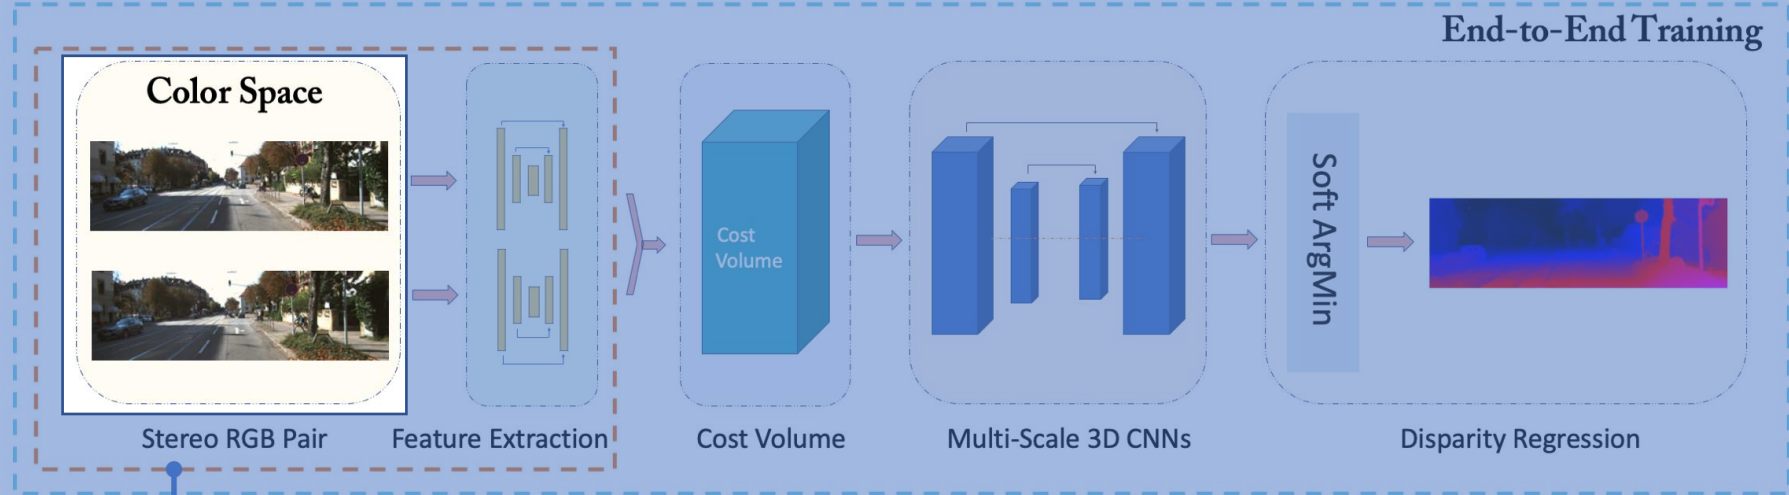 End-to-End Training
Color Space
Cost
Volume
Soft ArgMin
Stereo RGB Pair
Feature Extraction
Cost Volume
Multi-Scale 3D CNNs
Disparity Regression